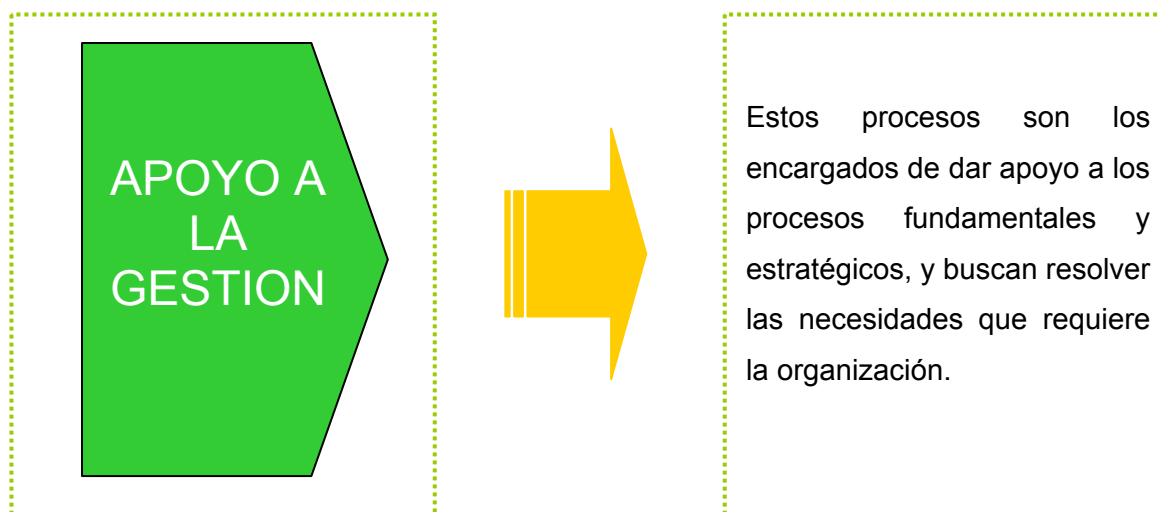 APOYO A
LA
GESTION
Estos procesos son los
encargados de dar apoyo a los
procesos fundamentales y
estratégicos, y buscan resolver
las necesidades que requiere
la organización.